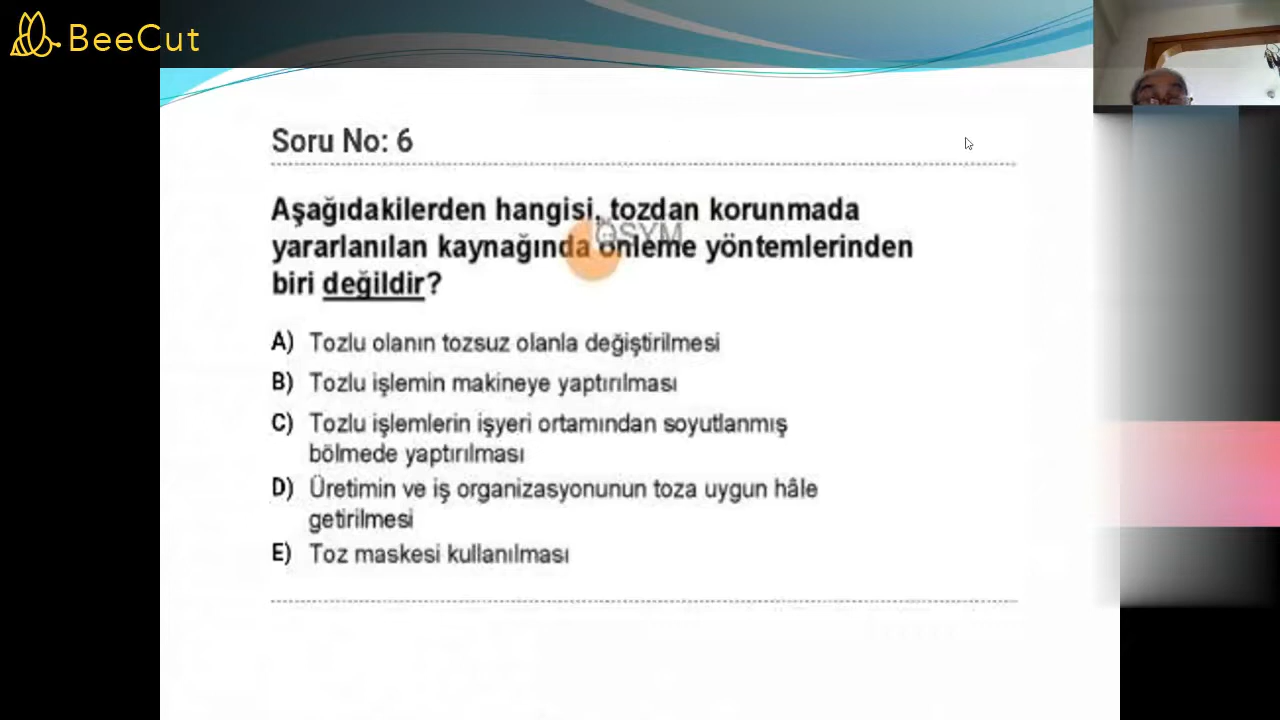 BeeCut
Soru No: 6
Aşağıdakilerden hangisi, tozdan korunmada
yararlanılan kaynağında önleme yöntemlerinden
biri değildir?
ÖSYM
A) Tozlu olanın tozsuz olanla değiştirilmesi
B) Tozlu işlemin makineye yaptırılması
C) Tozlu işlemlerin işyeri ortamından soyutlanmış
bölmede yaptırılması
D) Üretimin ve iş organizasyonunun toza uygun hâle
getirilmesi
E) Toz maskesi kullanılması